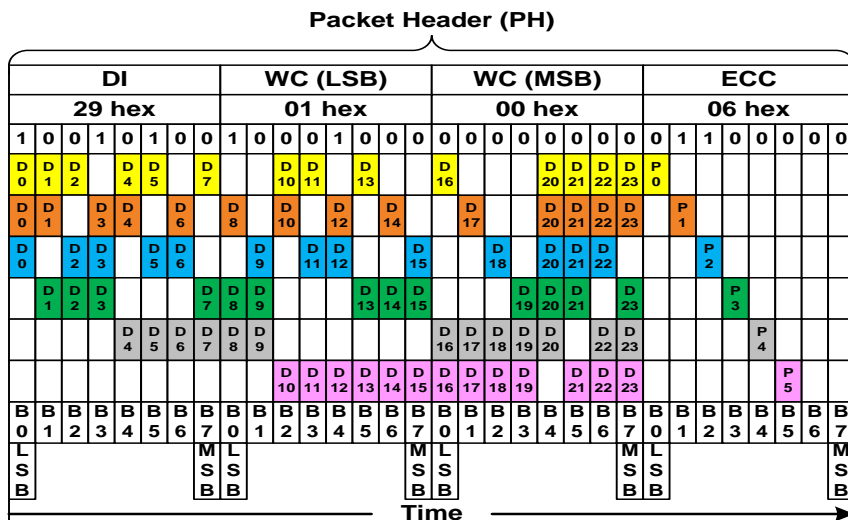 Packet Header (PH)
DI WC (LSB) WC (MSB) ECC
29 hex 01 hex 00 hex 06 hex
1 0 0 1 0 1 0 0 1 0 0 0 1 0 0 0 0 0 0 0 0 0 0 0 0 1 1 0 0 0 0 0
D0 D1 D2 D4 D5 D7 D10 D11 D13 D16 D20 D21 D22 D23 P0
D0 D1 D3 D4 D6 D8 D10 D12 D14 D17 D20 D21 D22 D23 P1
D0 D2 D3 D5 D6 D9 D11 D12 D15 D18 D20 D21 D22 P2
D1 D2 D3 D7 D8 D9 D13 D14 D15 D19 D20 D21 D23 P3
D4 D5 D6 D7 D8 D9 D16 D17 D18 D19 D20 D22 D23 P4
D10 D11 D12 D13 D14 D15 D16 D17 D18 D19 D21 D22 D23 P5
B0 B1 B2 B3 B4 B5 B6 B7 B0 B1 B2 B3 B4 B5 B6 B7 B0 B1 B2 B3 B4 B5 B6 B7 B0 B1 B2 B3 B4 B5 B6 B7
LSB MSB LSB MSB LSB MSB LSB MSB
Time